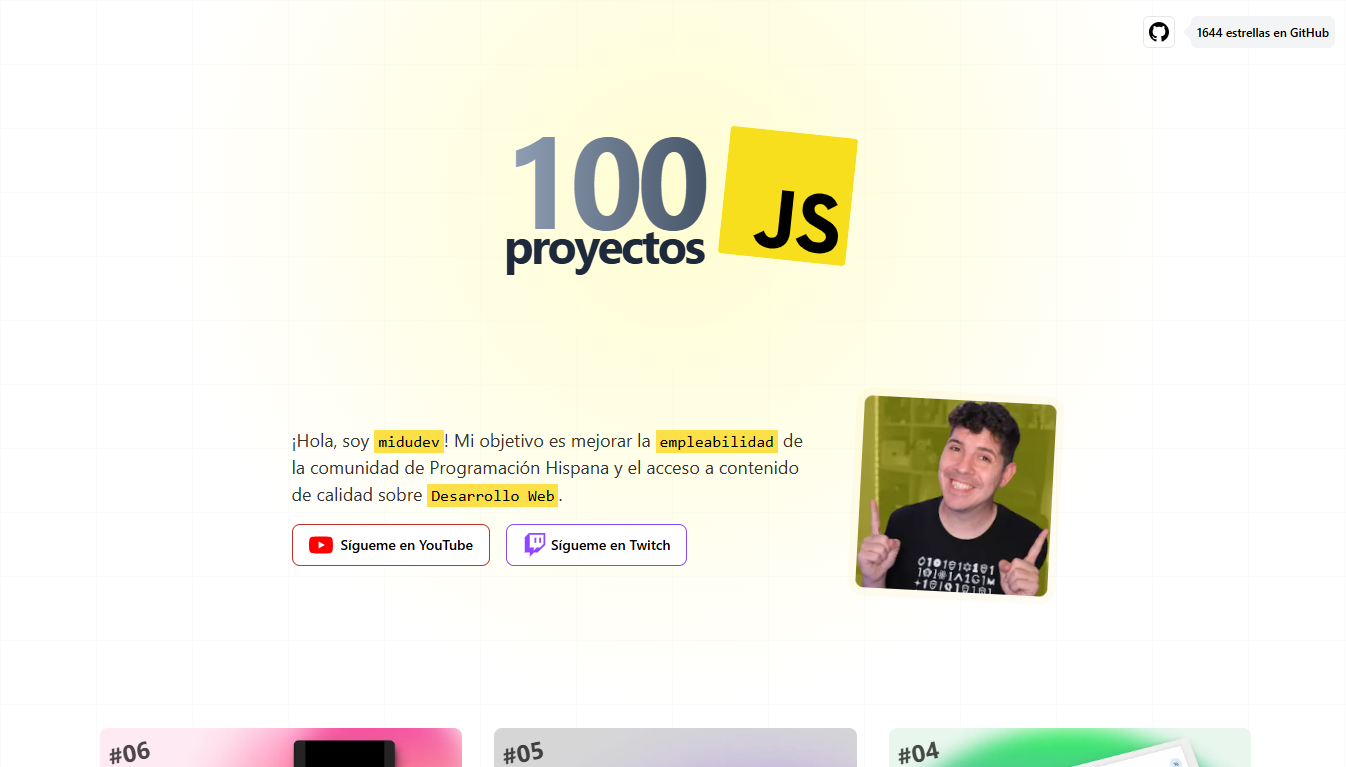 1644 estrellas en GitHub
100
proyectos
JS
¡Hola, soy midudev! Mi objetivo es mejorar la empleabilidad de
la comunidad de Programación Hispana y el acceso a contenido
de calidad sobre Desarrollo Web.
Sígueme en YouTube
Sígueme en Twitch
#06
#05
#04